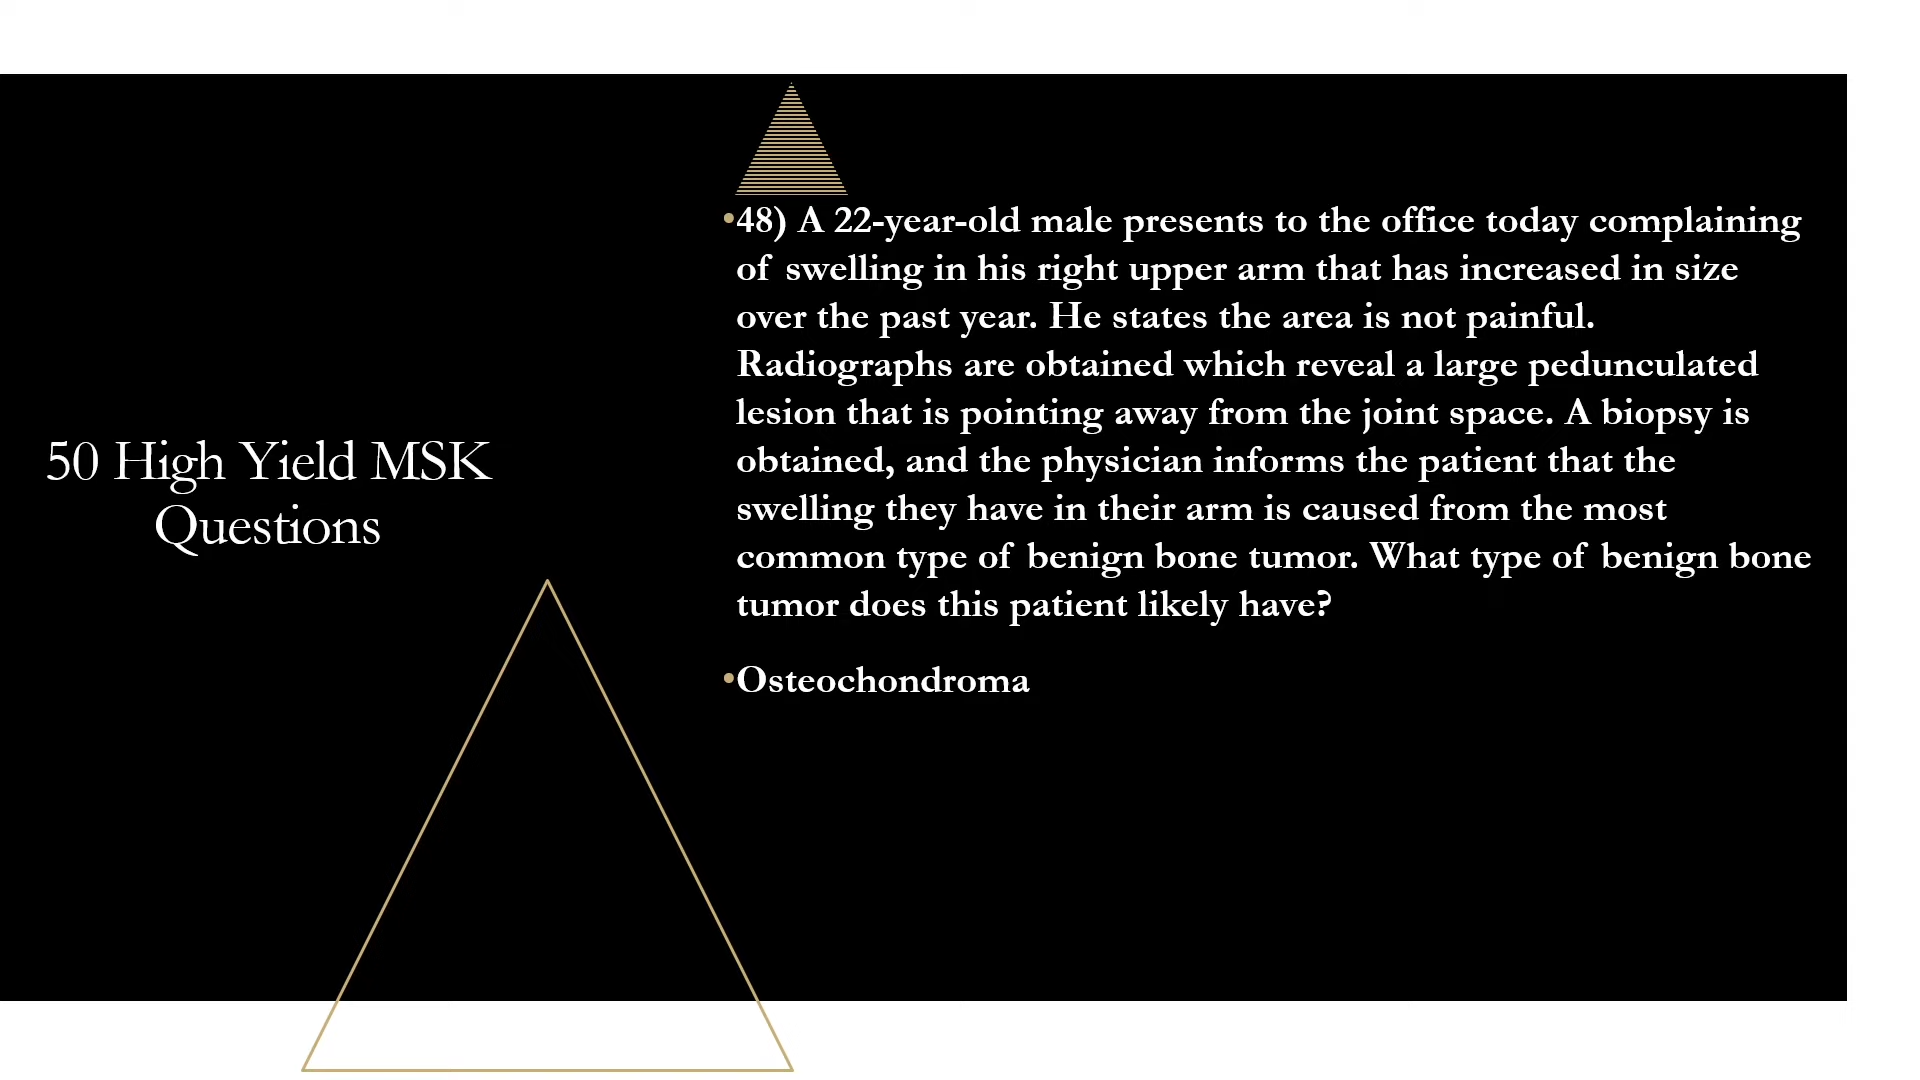 50 High Yield MSK
Questions
•48) A 22-year-old male presents to the office today complaining
of swelling in his right upper arm that has increased in size
over the past year. He states the area is not painful.
Radiographs are obtained which reveal a large pedunculated
lesion that is pointing away from the joint space. A biopsy is
obtained, and the physician informs the patient that the
swelling they have in their arm is caused from the most
common type of benign bone tumor. What type of benign bone
tumor does this patient likely have?
•Osteochondroma